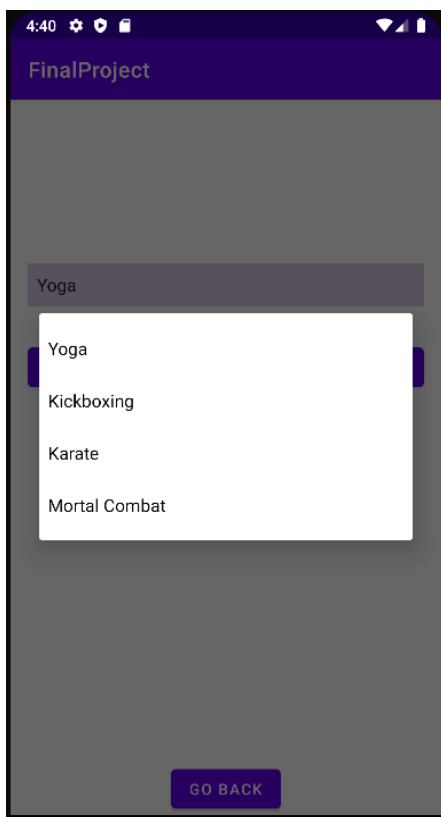 4:40
FinalProject
Yoga
Yoga
Kickboxing
Karate
Mortal Combat
GO BACK